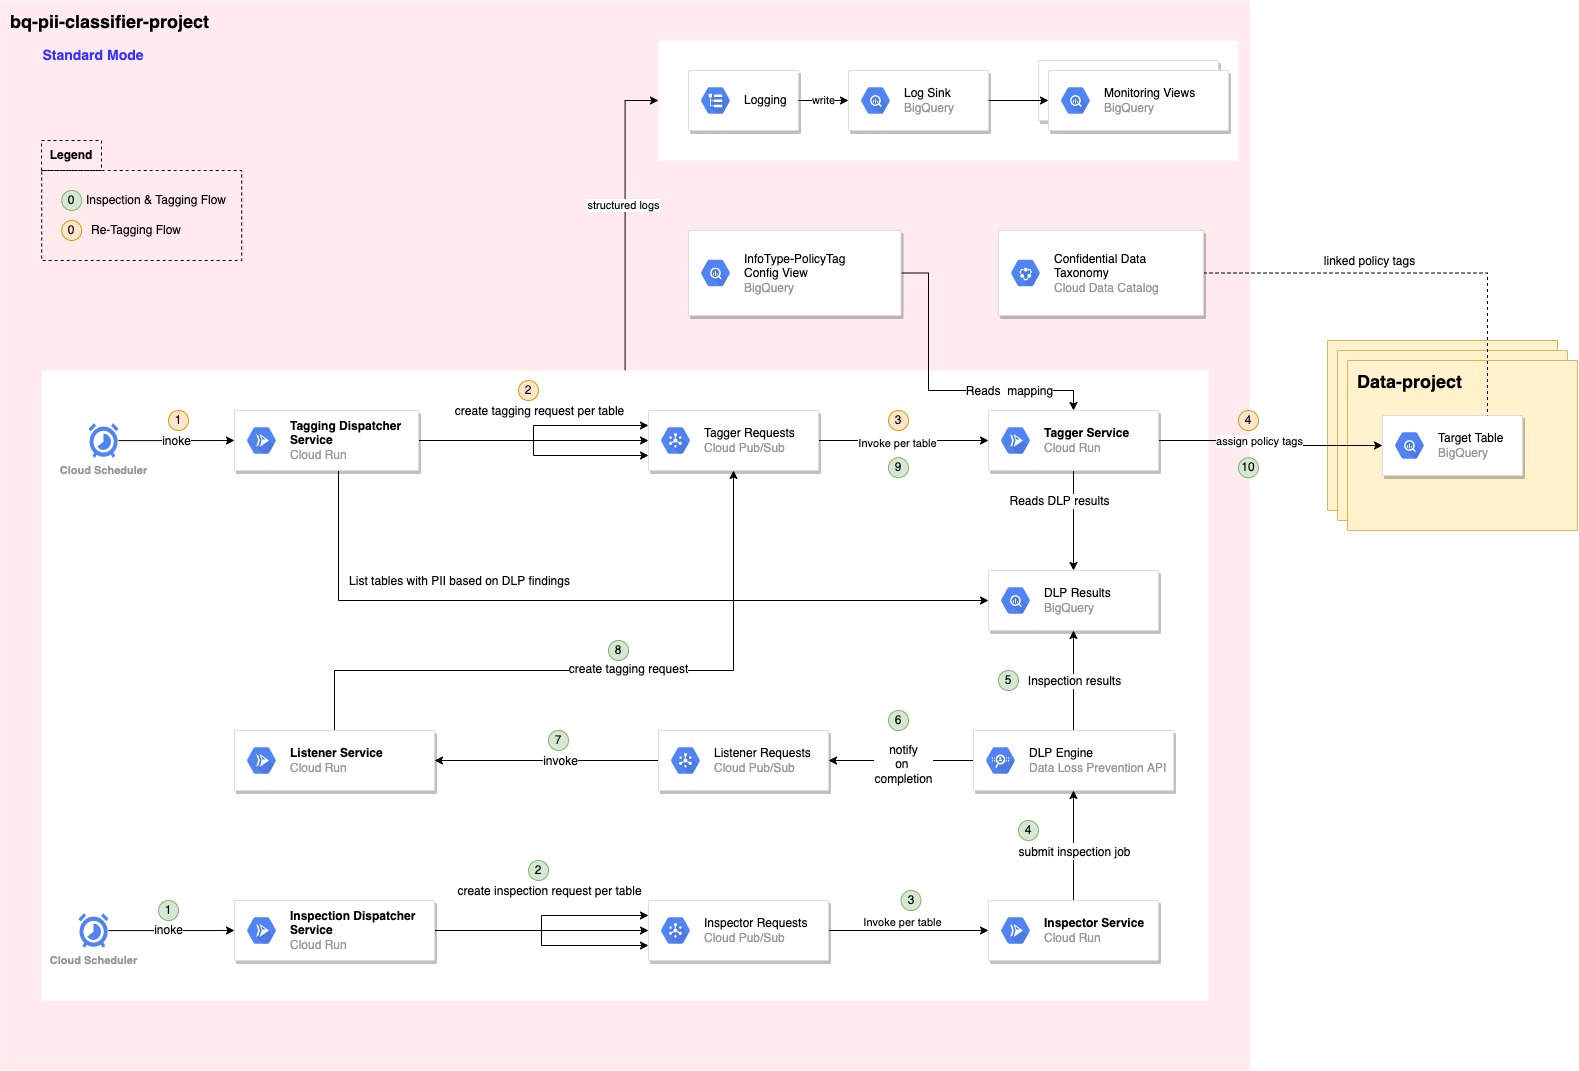 bq-pii-classifier-project
Standard Mode
Logging
write
Log Sink
BigQuery
Monitoring Views
BigQuery
Legend
0 Inspection & Tagging Flow
0 Re-Tagging Flow
structured logs
InfoType-PolicyTag
Config View
BigQuery
Confidential Data
Taxonomy
Cloud Data Catalog
linked policy tags
Data-project
Target Table
BigQuery
Reads mapping
1
inoke
Cloud Scheduler
Tagging Dispatcher
Service
Cloud Run
2
create tagging request per table
Tagger Requests
Cloud Pub/Sub
3
Invoke per table
9
Tagger Service
Cloud Run
4
assign policy tags
10
Reads DLP results
List tables with PII based on DLP findings
DLP Results
BigQuery
8
create tagging request
5
Inspection results
Listener Service
Cloud Run
7
invoke
Listener Requests
Cloud Pub/Sub
6
notify
on
completion
DLP Engine
Data Loss Prevention API
4
submit inspection job
1
inoke
Cloud Scheduler
Inspection Dispatcher
Service
Cloud Run
2
create inspection request per table
Inspector Requests
Cloud Pub/Sub
3
Invoke per table
Inspector Service
Cloud Run